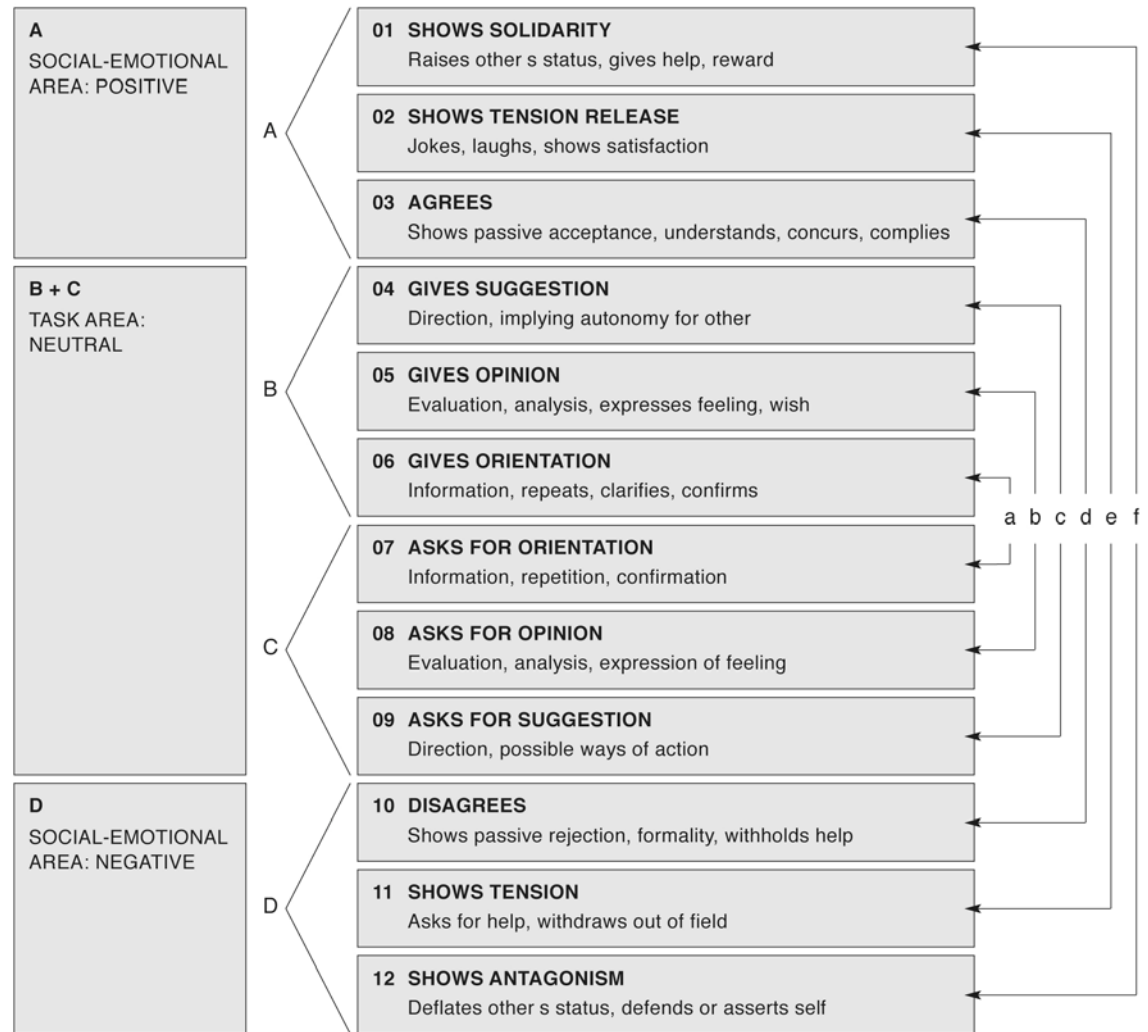 A
SOCIAL-EMOTIONAL
AREA: POSITIVE
A
01 SHOWS SOLIDARITY
Raises other s status, gives help, reward
02 SHOWS TENSION RELEASE
Jokes, laughs, shows satisfaction
03 AGREES
Shows passive acceptance, understands, concurs, complies
B + C
TASK AREA:
NEUTRAL
B
04 GIVES SUGGESTION
Direction, implying autonomy for other
05 GIVES OPINION
Evaluation, analysis, expresses feeling, wish
06 GIVES ORIENTATION
Information, repeats, clarifies, confirms
a b c d e f
C
07 ASKS FOR ORIENTATION
Information, repetition, confirmation
08 ASKS FOR OPINION
Evaluation, analysis, expression of feeling
09 ASKS FOR SUGGESTION
Direction, possible ways of action
D
SOCIAL-EMOTIONAL
AREA: NEGATIVE
D
10 DISAGREES
Shows passive rejection, formality, withholds help
11 SHOWS TENSION
Asks for help, withdraws out of field
12 SHOWS ANTAGONISM
Deflates other s status, defends or asserts self